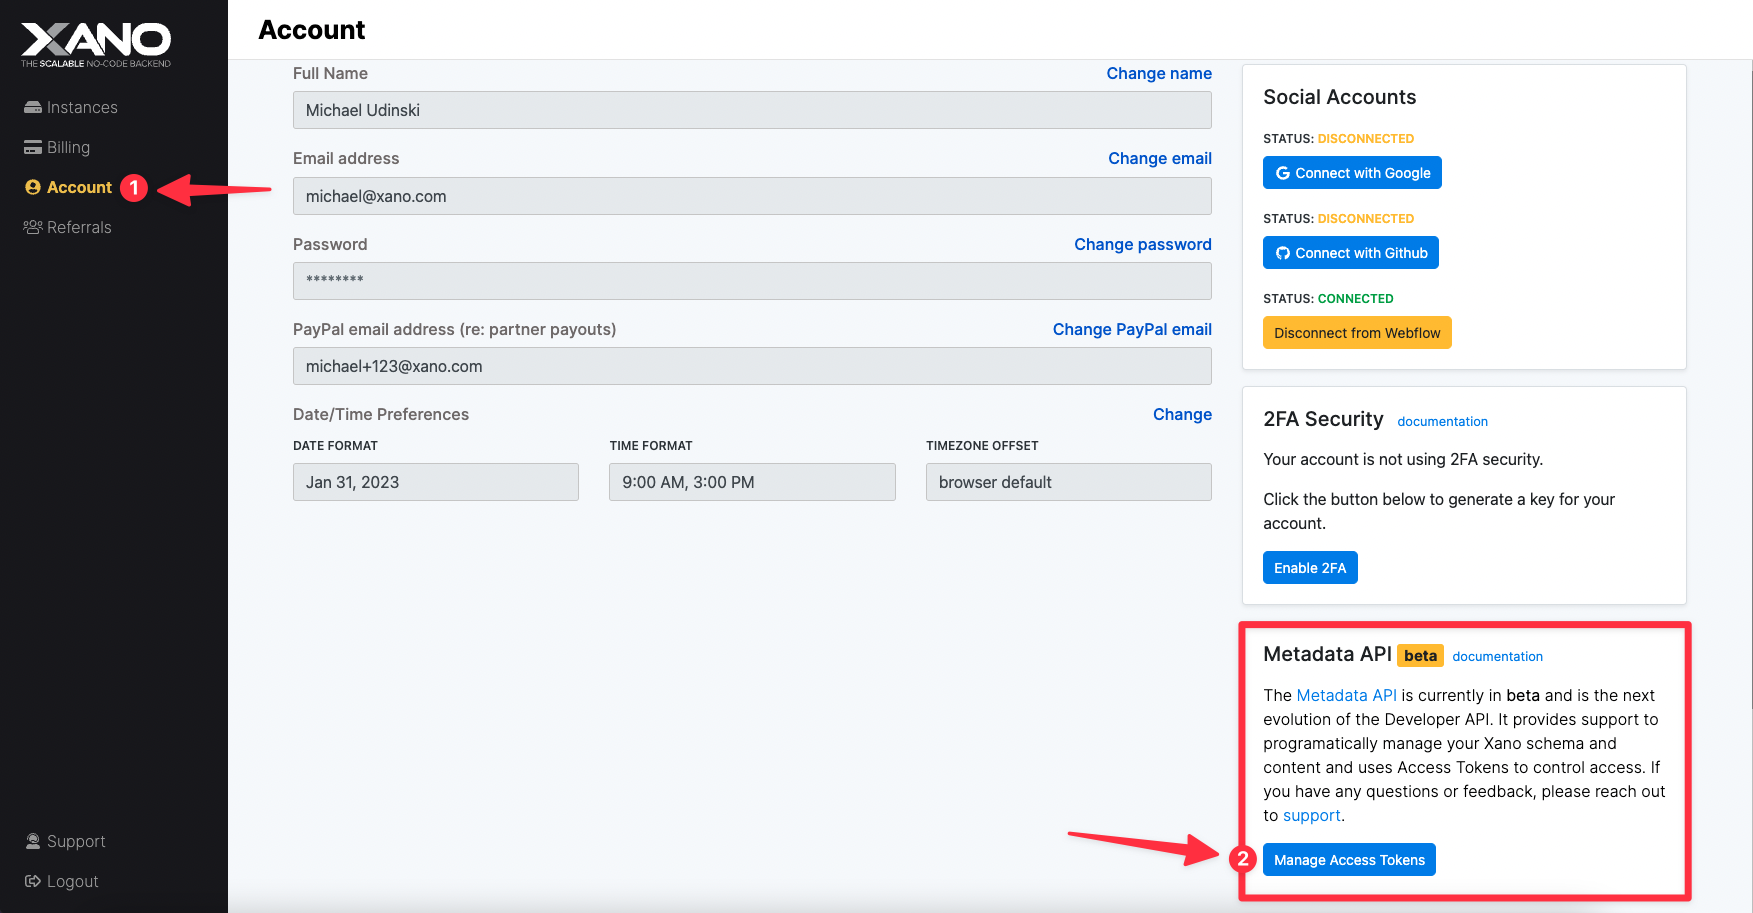 XANO
THE SCALABLE NO-CODE BACKEND
Instances
Billing
Account 1
Referrals
Support
Logout
Account
Full Name
Change name
Michael Udinski
Email address
Change email
michael@xano.com
Password
Change password
********
PayPal email address (re: partner payouts)
Change PayPal email
michael+123@xano.com
Date/Time Preferences
Change
DATE FORMAT
TIME FORMAT
TIMEZONE OFFSET
Jan 31, 2023
9:00 AM, 3:00 PM
browser default
Social Accounts
STATUS: DISCONNECTED
Connect with Google
STATUS: DISCONNECTED
Connect with Github
STATUS: CONNECTED
Disconnect from Webflow
2FA Security documentation
Your account is not using 2FA security.
Click the button below to generate a key for your
account.
Enable 2FA
Metadata API beta documentation
The Metadata API is currently in beta and is the next
evolution of the Developer API. It provides support to
programatically manage your Xano schema and
content and uses Access Tokens to control access. If
you have any questions or feedback, please reach out
to support.
2 Manage Access Tokens